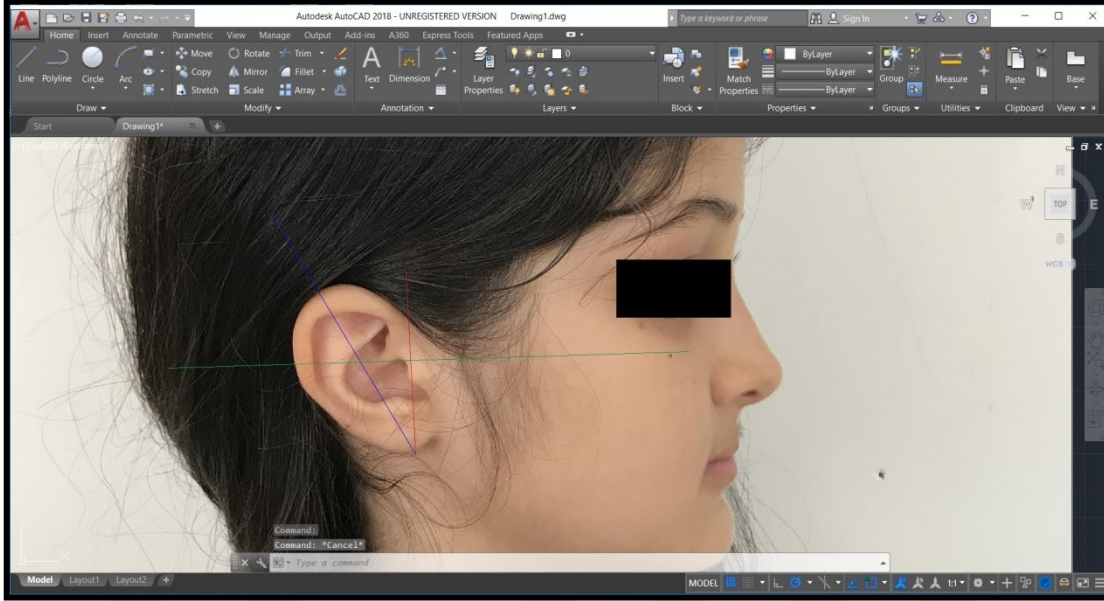 Autodesk AutoCAD 2018 - UNREGISTERED VERSION Drawing1.dwg
Type a keyword or phrase
Sign In
Home Insert Annotate Parametric View Manage Output Add-ins A360 Express Tools Featured Apps
Move Rotate Trim
Copy Mirror Fillet
Stretch Scale Array
Line Polyline Circle Arc
Text Dimension
Layer Properties
0
Insert
Match Properties
ByLayer
ByLayer
ByLayer
Group
Measure
Paste
Base
Draw Modify Annotation Layers Block Properties Groups Utilities Clipboard View
Start Drawing1*
N
W TOP E
S
WCS
Command:
Command: *Cancel*
Type a command
Model Layout1 Layout2
MODEL
1:1